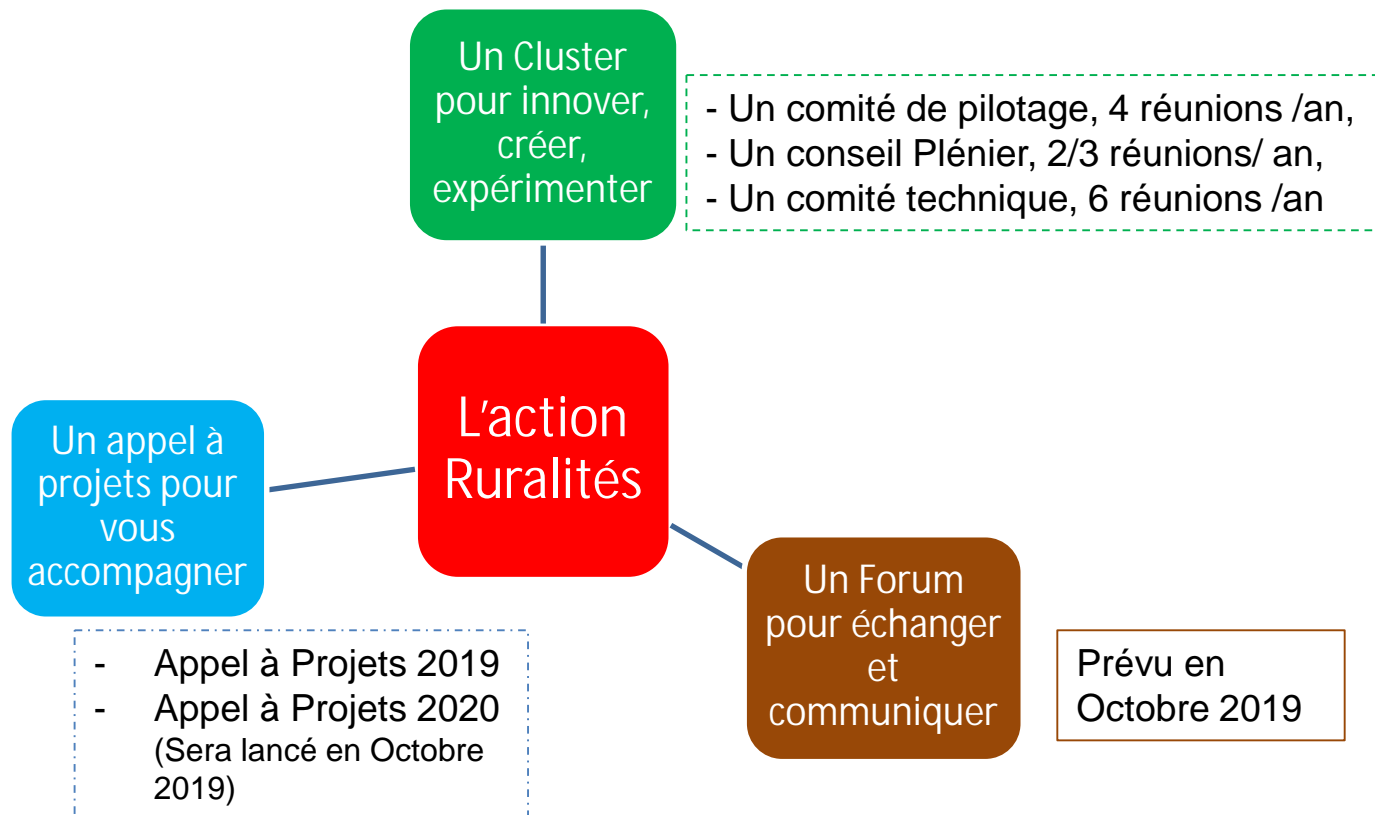 Un Cluster
pour innover,
créer,
expérimenter
- Un comité de pilotage, 4 réunions /an,
- Un conseil Plénier, 2/3 réunions/ an,
- Un comité technique, 6 réunions /an
L'action
Ruralités
Un appel à
projets pour
vous
accompagner
- Appel à Projets 2019
- Appel à Projets 2020
(Sera lancé en Octobre
2019)
Un Forum
pour échanger
et
communiquer
Prévu en
Octobre 2019